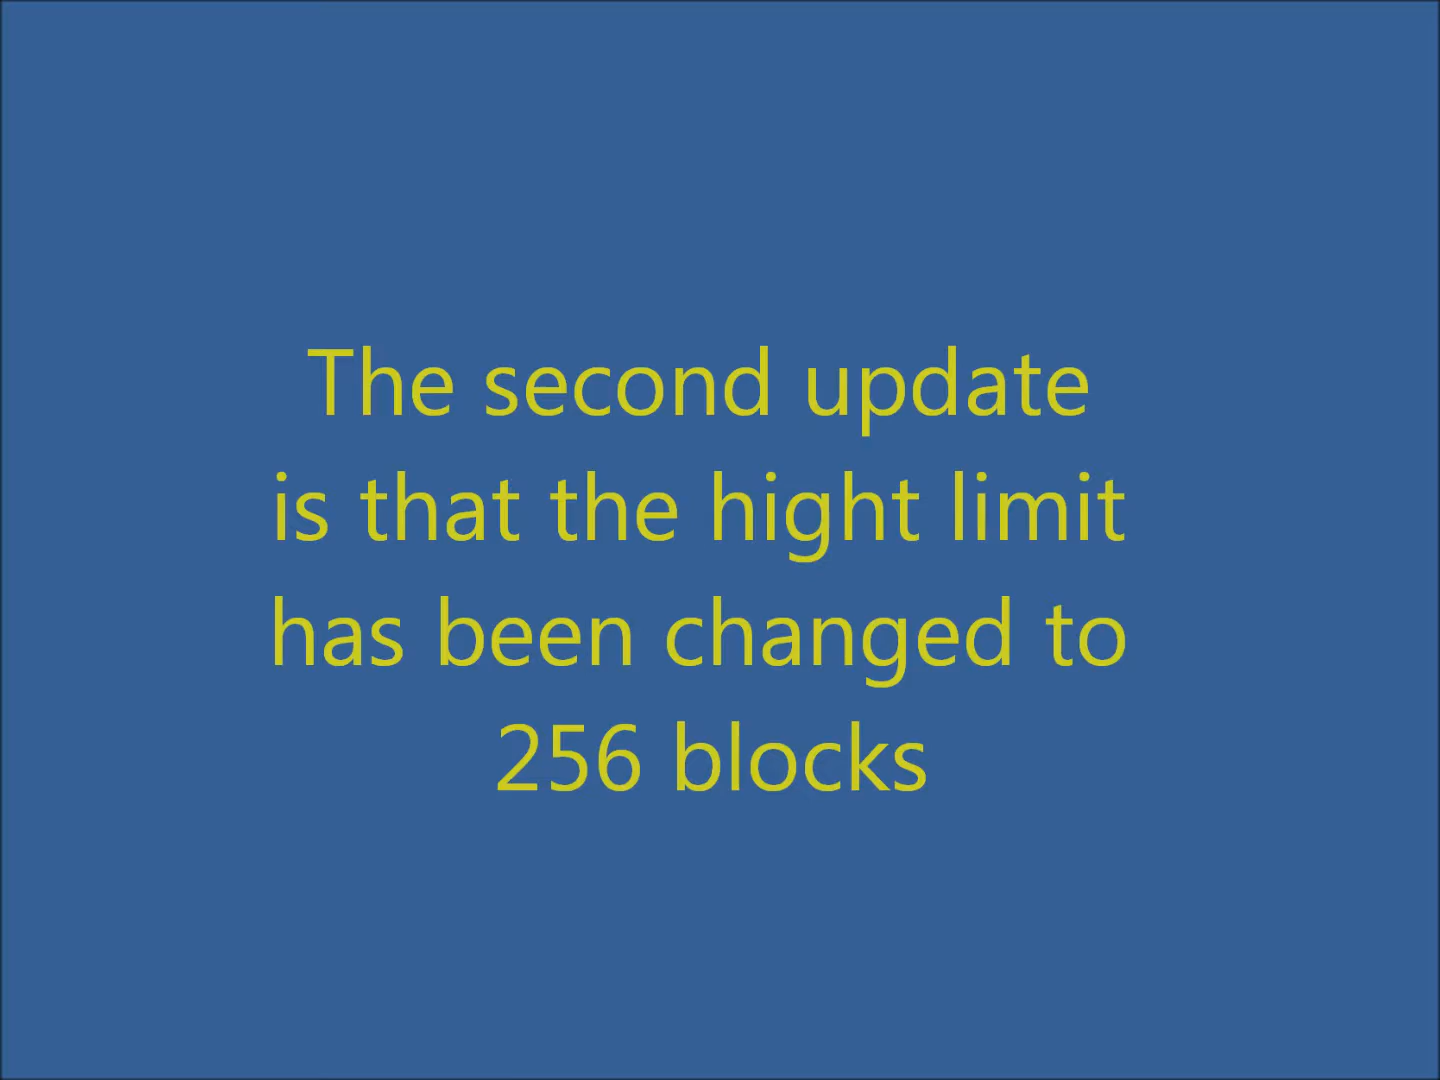 The second update
is that the hight limit
has been changed to
256 blocks